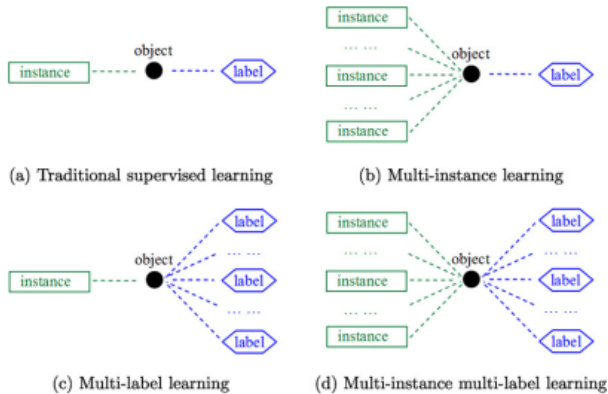 object
instance
label
(a) Traditional supervised learning
instance
... ...
object
instance
label
... ...
instance
(b) Multi-instance learning
label
object
... ...
instance
label
... ...
label
(c) Multi-label learning
instance
label
... ...
object
... ...
instance
label
... ...
... ...
instance
label
(d) Multi-instance multi-label learning